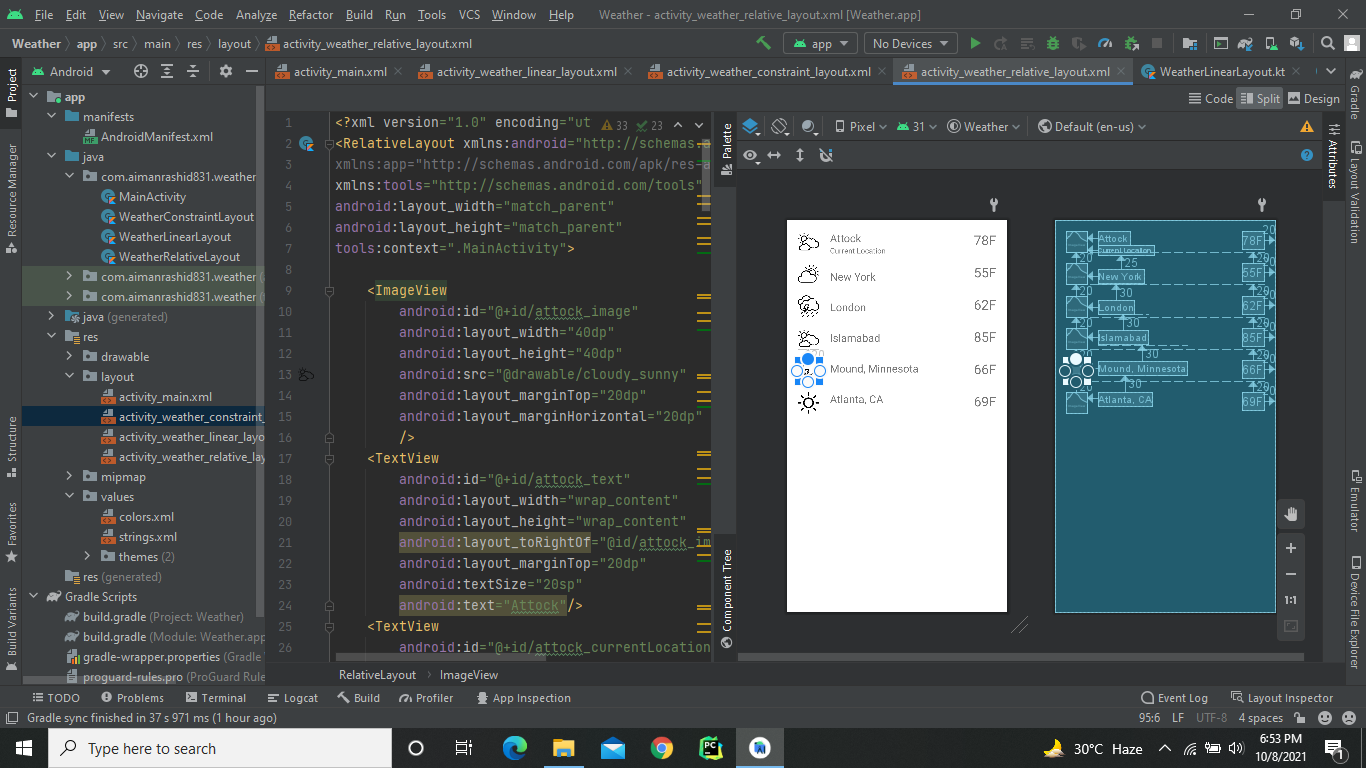 File Edit View Navigate Code Analyze Refactor Build Run Tools VCS Window Help Weather - activity_weather_relative_layout.xml [Weather.app]
Weather app src main res layout activity_weather_relative_layout.xml app No Devices
Project
Android
activity_main.xml activity_weather_linear_layout.xml activity_weather_constraint_layout.xml activity_weather_relative_layout.xml WeatherLinearLayout.kt
Code Split Design
app
manifests
AndroidManifest.xml
java
com.aimanrashid831.weather
MainActivity
WeatherConstraintLayout
WeatherLinearLayout
WeatherRelativeLayout
com.aimanrashid831.weather
com.aimanrashid831.weather
java (generated)
res
drawable
layout
activity_main.xml
activity_weather_constraint_
activity_weather_linear_layo
activity_weather_relative_lay
mipmap
values
colors.xml
strings.xml
themes (2)
res (generated)
Gradle Scripts
build.gradle (Project: Weather)
build.gradle (Module: Weather.app
gradle-wrapper.properties (Gradle
proguard-rules.pro (ProGuard Rule
Resource Manager
Structure
Favorites
Build Variants
33 23
1 <?xml version="1.0" encoding="ut
2 <RelativeLayout xmlns:android="http://schemas.
3 xmlns:app="http://schemas.android.com/apk/res-a
4 xmlns:tools="http://schemas.android.com/tools"
5 android:layout_width="match_parent"
6 android:layout_height="match_parent"
7 tools:context=".MainActivity">
8
9 <ImageView
10 android:id="@+id/attock_image"
11 android:layout_width="40dp"
12 android:layout_height="40dp"
13 android:src="@drawable/cloudy_sunny"
14 android:layout_marginTop="20dp"
15 android:layout_marginHorizontal="20dp"
16 />
17 <TextView
18 android:id="@+id/attock_text"
19 android:layout_width="wrap_content"
20 android:layout_height="wrap_content"
21 android:layout_toRightOf="@id/attock_im
22 android:layout_marginTop="20dp"
23 android:textSize="20sp"
24 android:text="Attock"/>
25 <TextView
26 android:id="@+id/attock_currentLocation
RelativeLayout ImageView
Palette
Component Tree
Pixel 31 Weather Default (en-us)
Attock 78F
Current Location
New York 55F
London 62F
Islamabad 85F
Mound, Minnesota 66F
Atlanta, CA 69F
20
Attock 78F
Current Location
20 25 20
New York 55F
20 30 20
London 62F
20 30 20
Islamabad 85F
30 20
Mound, Minnesota 66F
30 20
Atlanta, CA 69F
1:1
Attributes
Gradle
Layout Validation
Emulator
Device File Explorer
TODO Problems Terminal Logcat Build Profiler App Inspection Event Log Layout Inspector
Gradle sync finished in 37 s 971 ms (1 hour ago) 95:6 LF UTF-8 4 spaces
Type here to search 30°C Haze 6:53 PM
10/8/2021 1